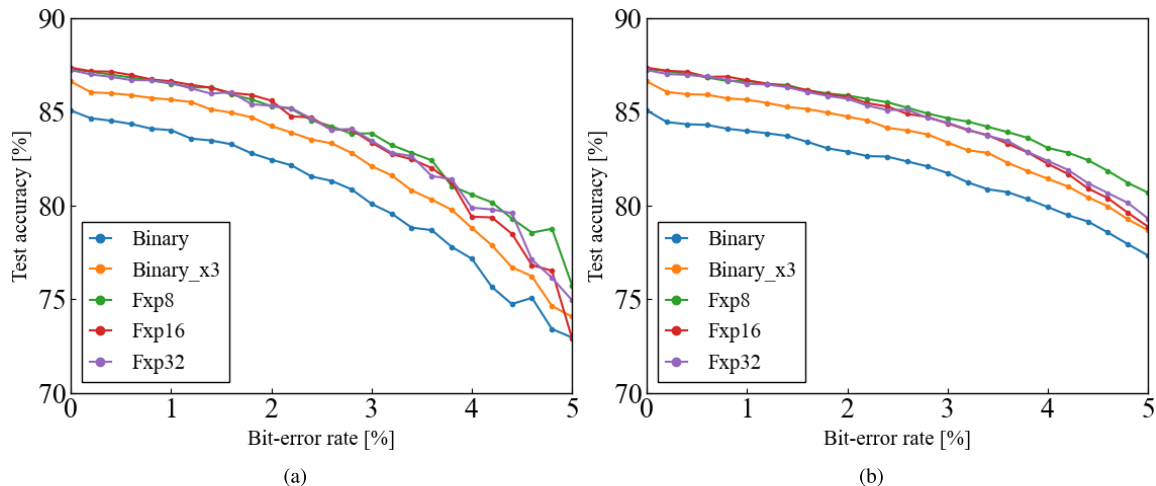 90
85
80
75
70
Test accuracy [%]
Binary
Binary_x3
Fxp8
Fxp16
Fxp32
0
1
2
3
4
5
Bit-error rate [%]
(a)
90
85
80
75
70
Test accuracy [%]
Binary
Binary_x3
Fxp8
Fxp16
Fxp32
0
1
2
3
4
5
Bit-error rate [%]
(b)